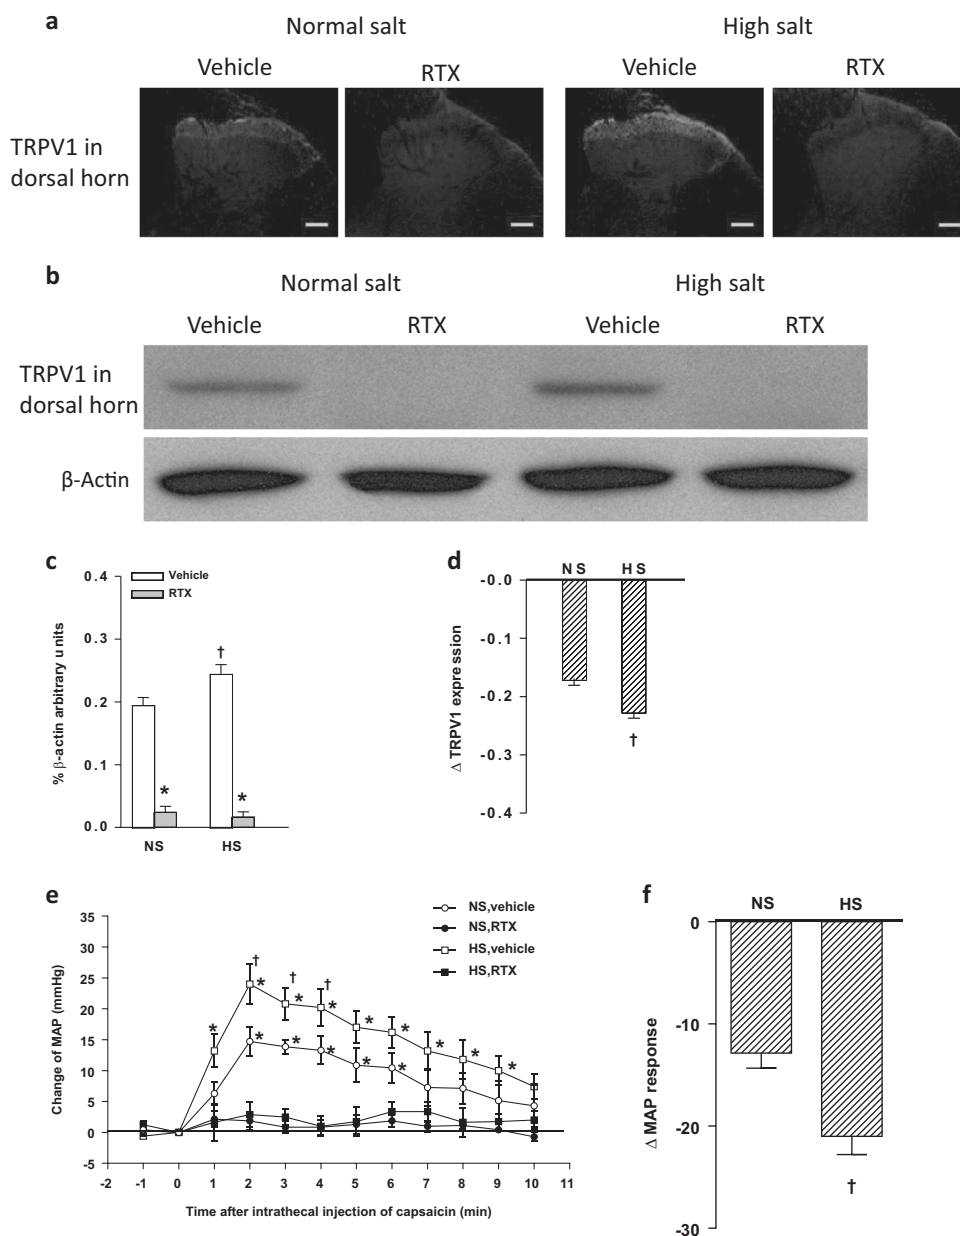 a
Normal salt
High salt
Vehicle
RTX
Vehicle
RTX
TRPV1 in
dorsal horn
b
Normal salt
High salt
Vehicle
RTX
Vehicle
RTX
TRPV1 in
dorsal horn
β-Actin
c
Vehicle
RTX
% β-actin arbitrary units
0.4
0.3
0.2
0.1
0.0
†
*
*
NS
HS
d
NS
HS
Δ TRPV1 expression
-0.0
-0.1
-0.2
-0.3
-0.4
†
e
NS,vehicle
NS,RTX
HS,vehicle
HS,RTX
Change of MAP (mmHg)
35
30
25
20
15
10
5
0
-5
† † †
* * * * * * * * *
* * * * *
-2 -1 0 1 2 3 4 5 6 7 8 9 10 11
Time after intrathecal injection of capsaicin (min)
f
NS
HS
Δ MAP response
0
-10
-20
-30
†